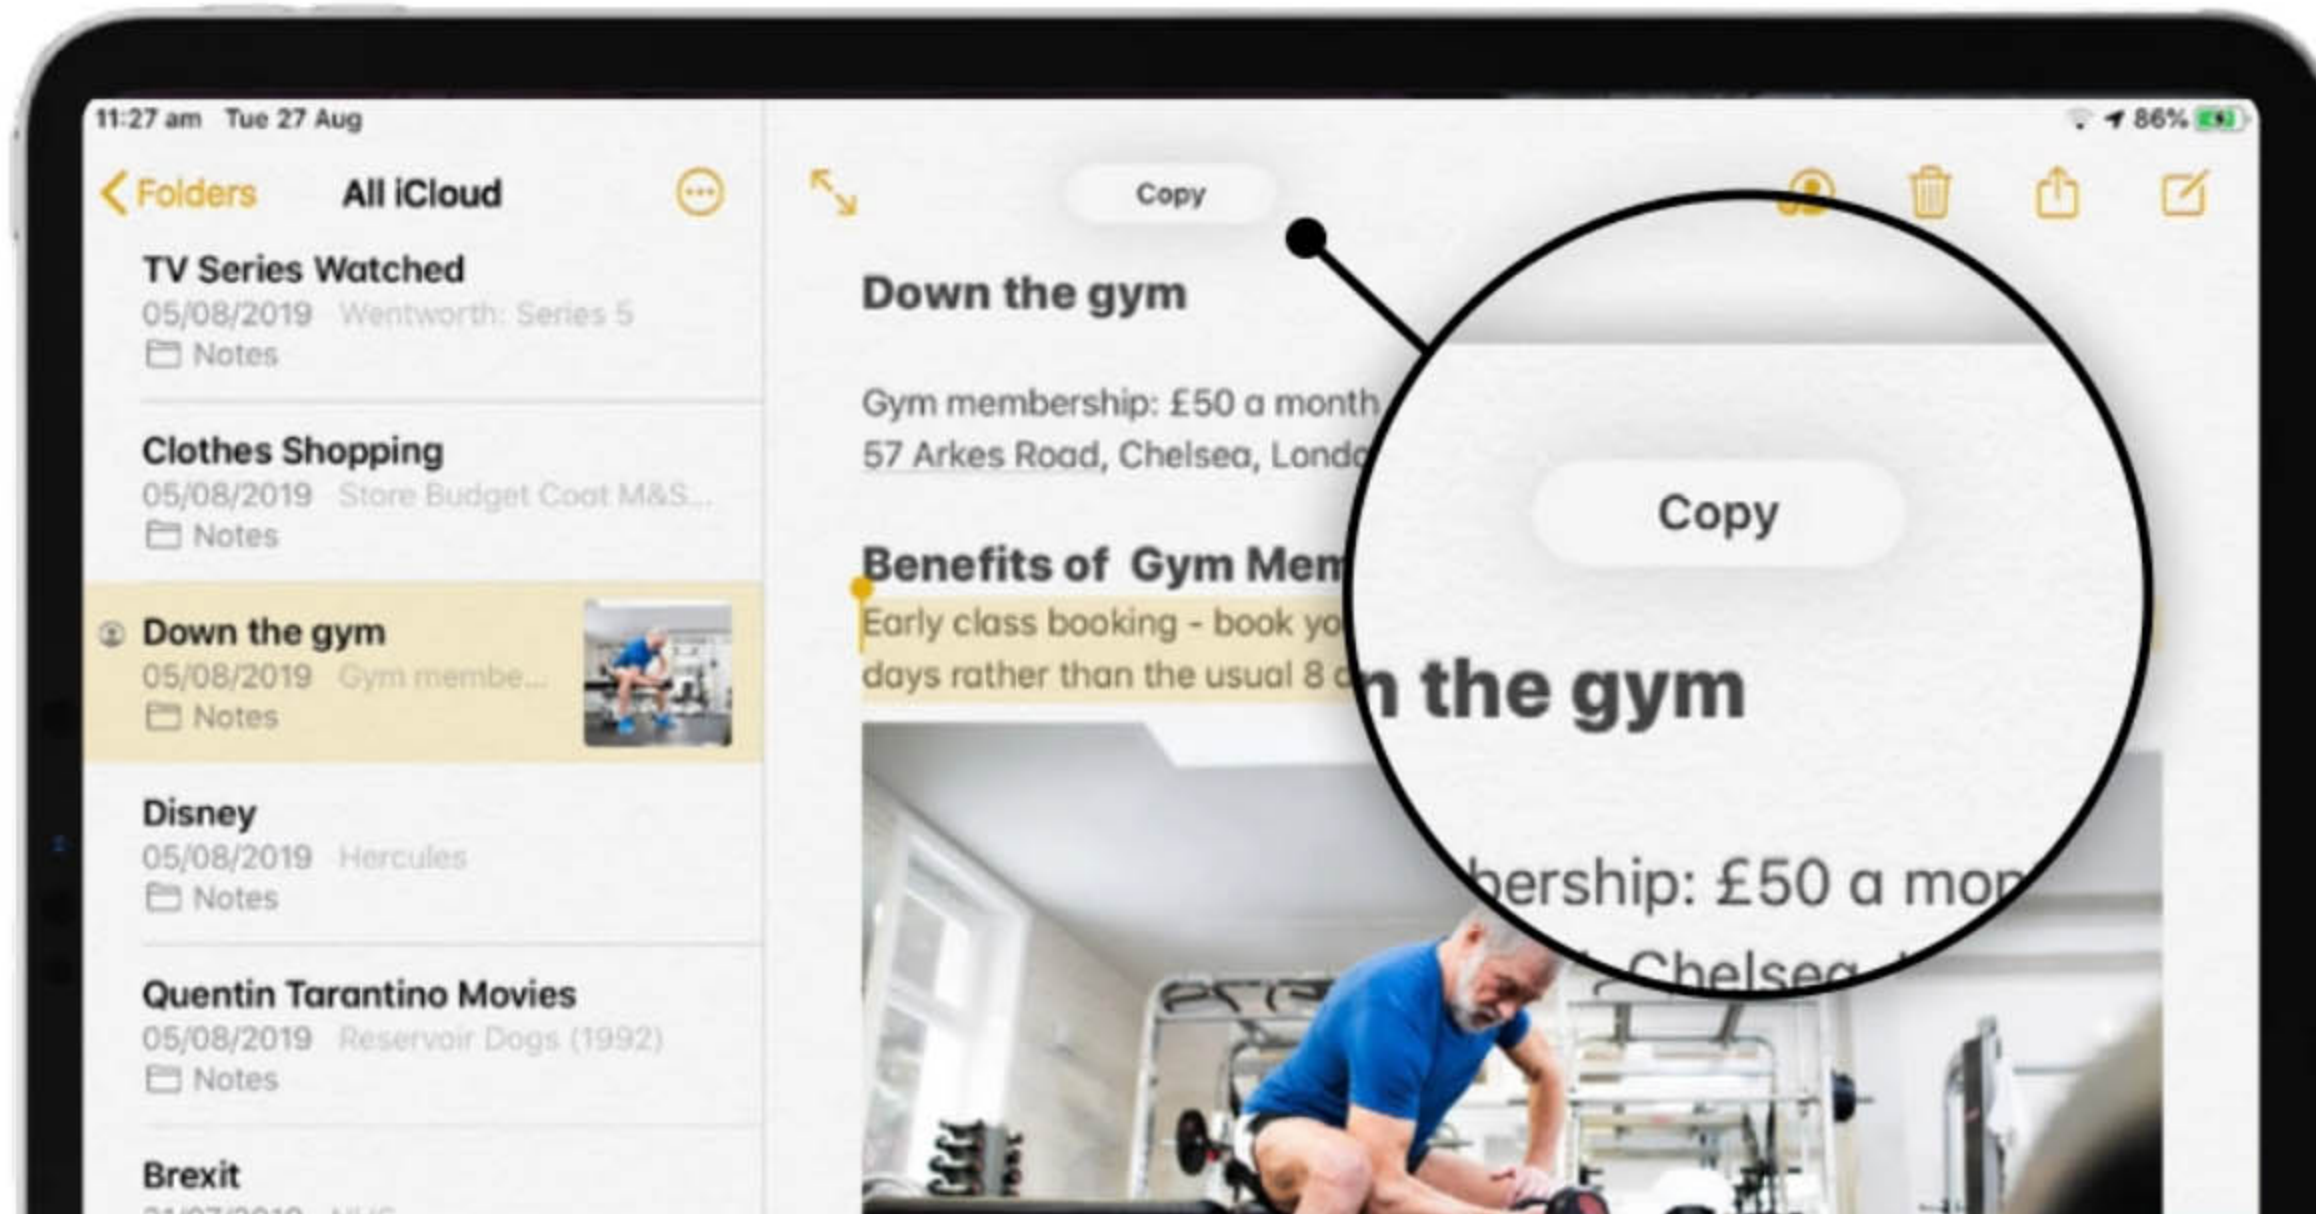 11:27 am Tue 27 Aug
86%
Folders
All iCloud
TV Series Watched
05/08/2019 Wentworth: Series 5
Notes
Clothes Shopping
05/08/2019 Store Budget Coat M&S...
Notes
Down the gym
05/08/2019 Gym membe...
Notes
Disney
05/08/2019 Hercules
Notes
Quentin Tarantino Movies
05/08/2019 Reservoir Dogs (1992)
Notes
Brexit
Copy
Down the gym
Gym membership: £50 a month
57 Arkes Road, Chelsea, Londo
Benefits of Gym Mem
Early class booking - book yo
days rather than the usual 8 d
Copy
n the gym
bership: £50 a mon
Chelsea